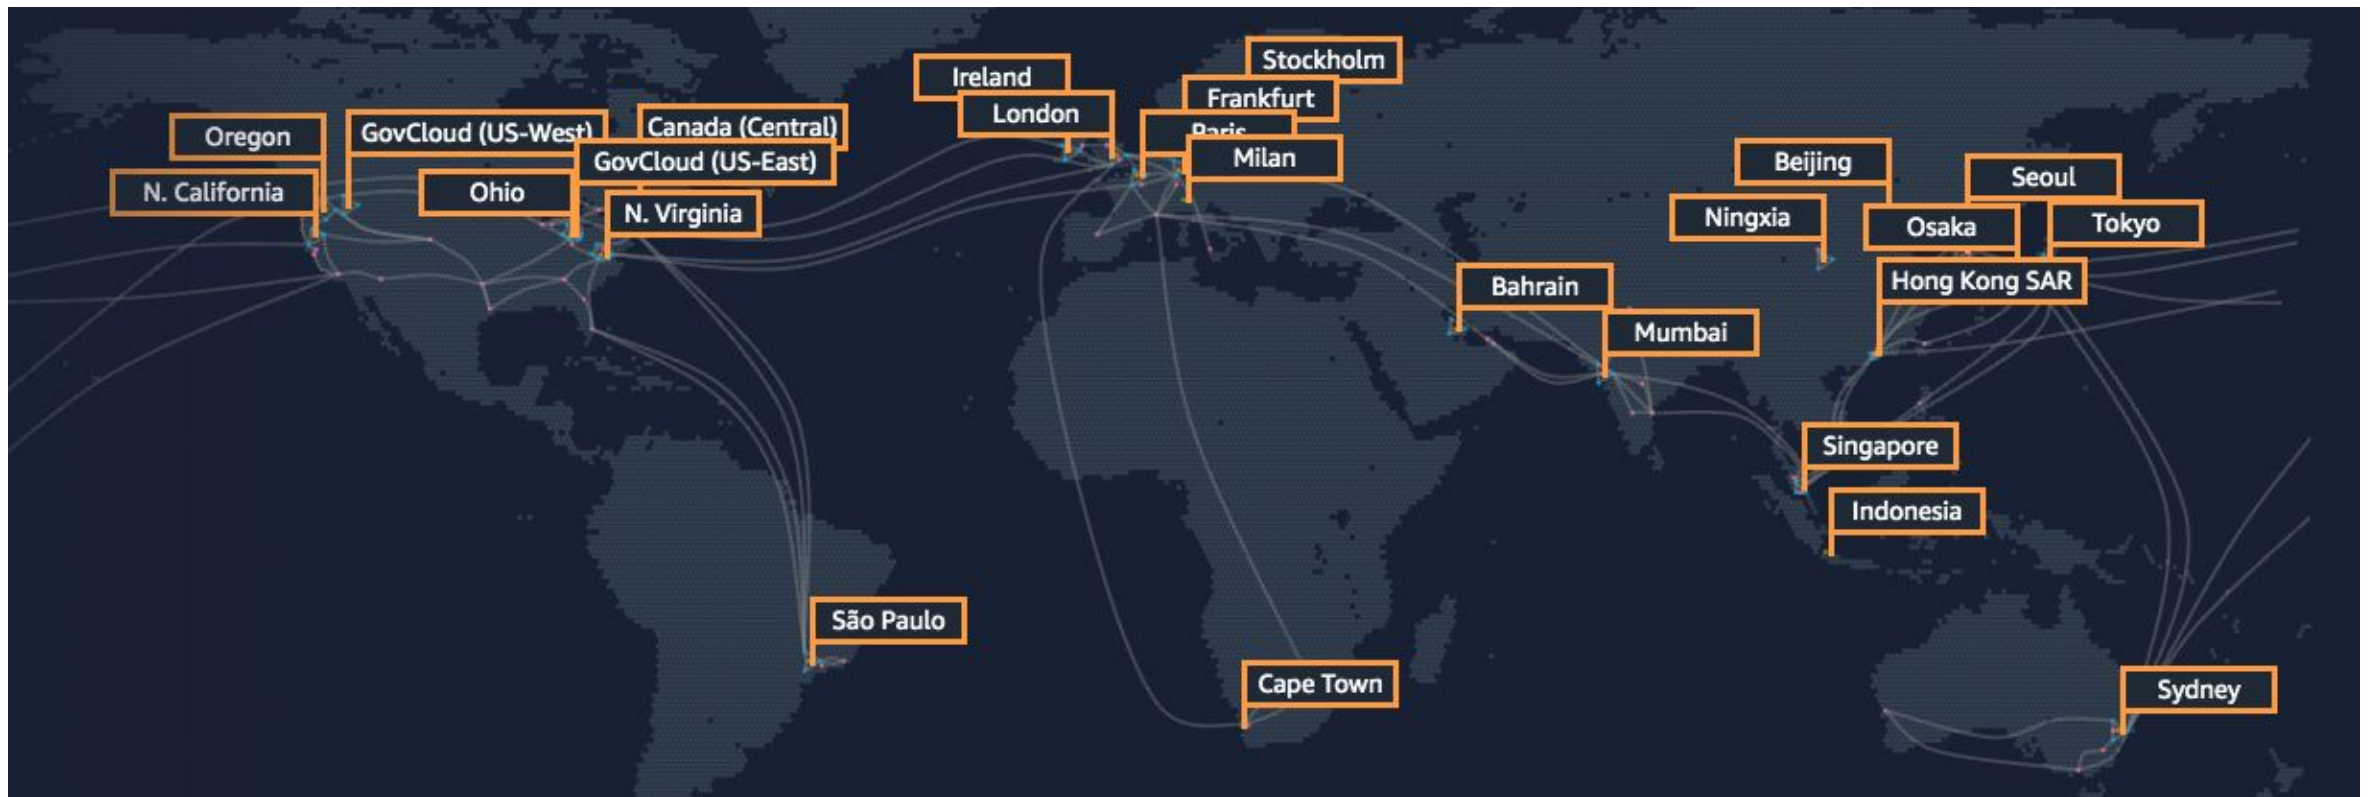 Stockholm
Ireland
Frankfurt
London
Canada (Central)
Paris
GovCloud (US-West)
Oregon
Milan
GovCloud (US-East)
Beijing
Seoul
N. California
Ohio
N. Virginia
Ningxia
Osaka
Tokyo
Hong Kong SAR
Bahrain
Mumbai
Singapore
Indonesia
São Paulo
Cape Town
Sydney